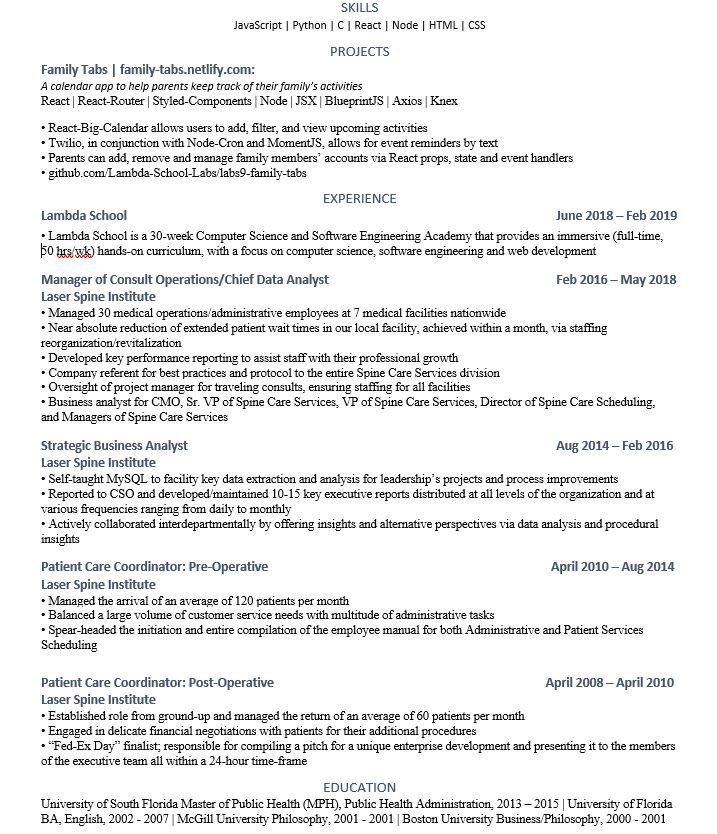 SKILLS
JavaScript | Python | C | React | Node | HTML | CSS
PROJECTS
Family Tabs | family-tabs.netlify.com:
A calendar app to help parents keep track of their family's activities
React | React-Router | Styled-Components | Node | JSX | BlueprintJS | Axios | Knex
• React-Big-Calendar allows users to add, filter, and view upcoming activities
• Twilio, in conjunction with Node-Cron and MomentJS, allows for event reminders by text
• Parents can add, remove and manage family members' accounts via React props, state and event handlers
• github.com/Lambda-School-Labs/labs9-family-tabs
EXPERIENCE
Lambda School June 2018 – Feb 2019
• Lambda School is a 30-week Computer Science and Software Engineering Academy that provides an immersive (full-time,
50 hrs/wk) hands-on curriculum, with a focus on computer science, software engineering and web development
Manager of Consult Operations/Chief Data Analyst Feb 2016 – May 2018
Laser Spine Institute
• Managed 30 medical operations/administrative employees at 7 medical facilities nationwide
• Near absolute reduction of extended patient wait times in our local facility, achieved within a month, via staffing
reorganization/revitalization
• Developed key performance reporting to assist staff with their professional growth
• Company referent for best practices and protocol to the entire Spine Care Services division
• Oversight of project manager for traveling consults, ensuring staffing for all facilities
• Business analyst for CMO, Sr. VP of Spine Care Services, VP of Spine Care Services, Director of Spine Care Scheduling,
and Managers of Spine Care Services
Strategic Business Analyst Aug 2014 – Feb 2016
Laser Spine Institute
• Self-taught MySQL to facility key data extraction and analysis for leadership's projects and process improvements
• Reported to CSO and developed/maintained 10-15 key executive reports distributed at all levels of the organization and at
various frequencies ranging from daily to monthly
• Actively collaborated interdepartmentally by offering insights and alternative perspectives via data analysis and procedural
insights
Patient Care Coordinator: Pre-Operative April 2010 – Aug 2014
Laser Spine Institute
• Managed the arrival of an average of 120 patients per month
• Balanced a large volume of customer service needs with multitude of administrative tasks
• Spear-headed the initiation and entire compilation of the employee manual for both Administrative and Patient Services
Scheduling
Patient Care Coordinator: Post-Operative April 2008 – April 2010
Laser Spine Institute
• Established role from ground-up and managed the return of an average of 60 patients per month
• Engaged in delicate financial negotiations with patients for their additional procedures
• “Fed-Ex Day” finalist; responsible for compiling a pitch for a unique enterprise development and presenting it to the members
of the executive team all within a 24-hour time-frame
EDUCATION
University of South Florida Master of Public Health (MPH), Public Health Administration, 2013 – 2015 | University of Florida
BA, English, 2002 - 2007 | McGill University Philosophy, 2001 - 2001 | Boston University Business/Philosophy, 2000 - 2001